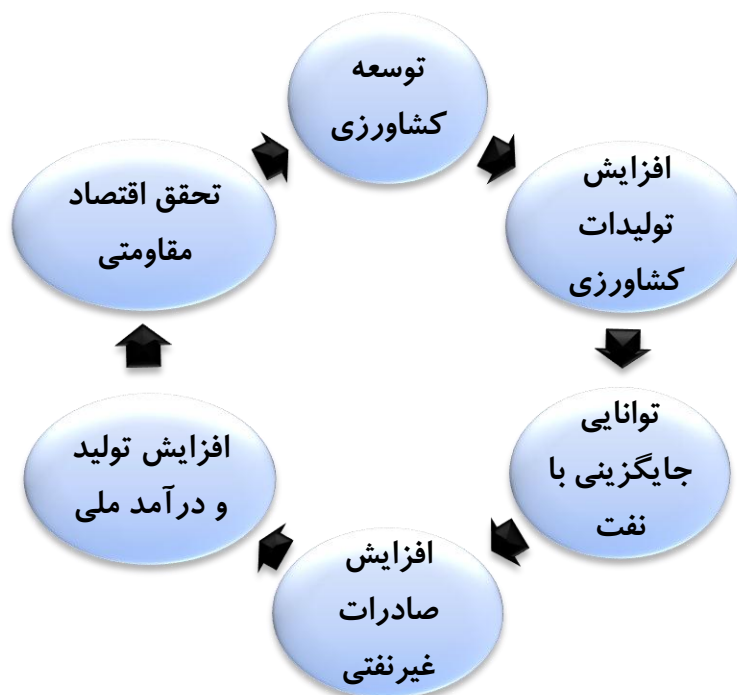 توسعه
کشاورزی
افزایش
تولیدات
کشاورزی
توانایی
جایگزینی با
نفت
افزایش
صادرات
غیرنفتی
افزایش تولید
و درآمد ملی
تحقق اقتصاد
مقاومتی